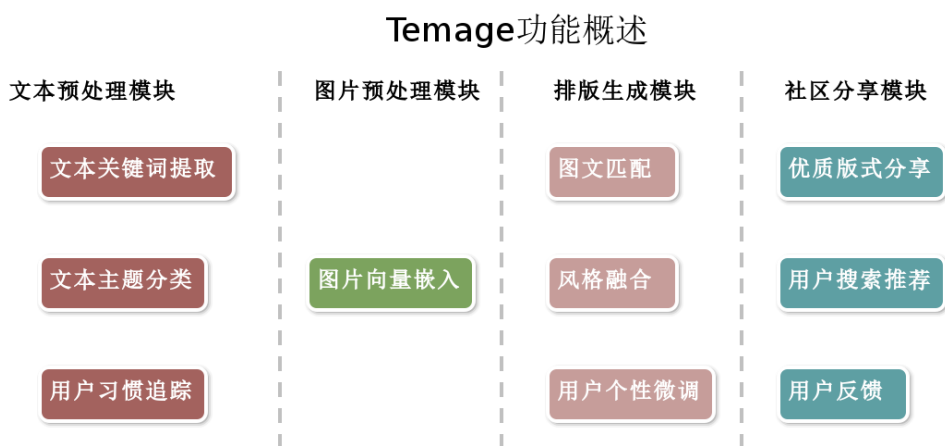 Temage功能概述
文本预处理模块
图片预处理模块
排版生成模块
社区分享模块
文本关键词提取
图文匹配
优质版式分享
文本主题分类
图片向量嵌入
风格融合
用户搜索推荐
用户习惯追踪
用户个性微调
用户反馈